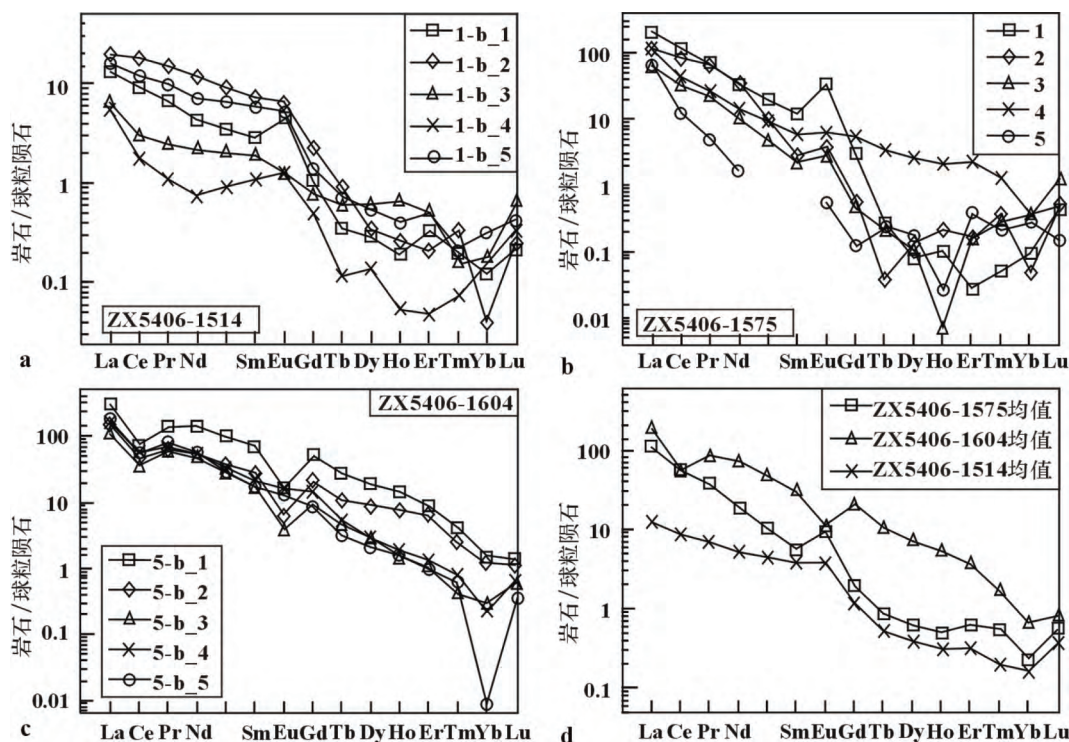 岩石/球粒陨石
10
1
0.1
1-b_1
1-b_2
1-b_3
1-b_4
1-b_5
ZX5406-1514
La Ce Pr Nd Sm Eu Gd Tb Dy Ho Er Tm Yb Lu
a
岩石/球粒陨石
100
10
1
0.1
0.01
1
2
3
4
5
ZX5406-1575
La Ce Pr Nd Sm Eu Gd Tb Dy Ho Er Tm Yb Lu
b
岩石/球粒陨石
100
10
1
0.1
0.01
ZX5406-1604
5-b_1
5-b_2
5-b_3
5-b_4
5-b_5
La Ce Pr Nd Sm Eu Gd Tb Dy Ho Er Tm Yb Lu
c
岩石/球粒陨石
100
10
1
0.1
ZX5406-1575均值
ZX5406-1604均值
ZX5406-1514均值
La Ce Pr Nd Sm Eu Gd Tb Dy Ho Er Tm Yb Lu
d